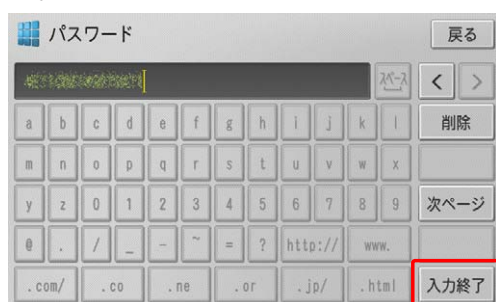 パスワード 戻る
スペース < >
a b c d e f g h i j k l 削除
m n o p q r s t u v w x
y z 0 1 2 3 4 5 6 7 8 9 次ページ
@ . / _ - ~ = ? http:// www.
.com/ .co .ne .or .jp/ .html 入力終了